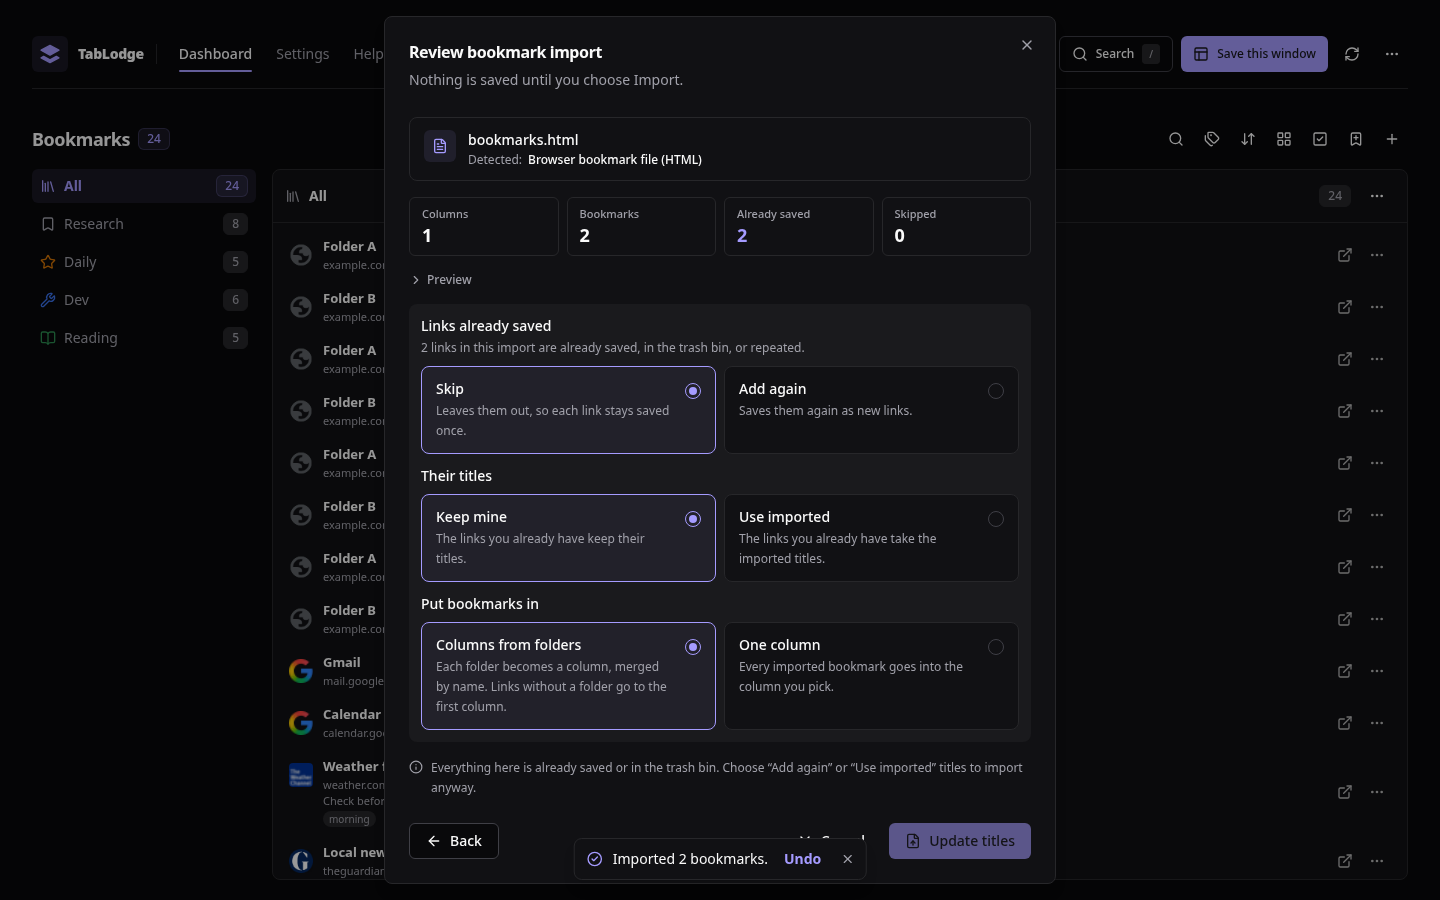 TabLodge
Dashboard
Settings
Help
Search /
Save this window
Bookmarks 24
All 24
Research 8
Daily 5
Dev 6
Reading 5
All
24
Folder A
Folder B
Folder A
Folder B
Folder A
Folder B
Folder A
Folder B
Gmail
Calendar
Weather
morning
Local
Review bookmark import
Nothing is saved until you choose Import.
bookmarks.html
Detected: Browser bookmark file (HTML)
Columns
1
Bookmarks
2
Already saved
2
Skipped
0
Preview
Links already saved
2 links in this import are already saved, in the trash bin, or repeated.
Skip
Leaves them out, so each link stays saved
once.
Add again
Saves them again as new links.
Their titles
Keep mine
The links you already have keep their
titles.
Use imported
The links you already have take the
imported titles.
Put bookmarks in
Columns from folders
Each folder becomes a column, merged
by name. Links without a folder go to the
first column.
One column
Every imported bookmark goes into the
column you pick.
Everything here is already saved or in the trash bin. Choose “Add again” or “Use imported” titles to import
anyway.
Back
Update titles
Imported 2 bookmarks. Undo